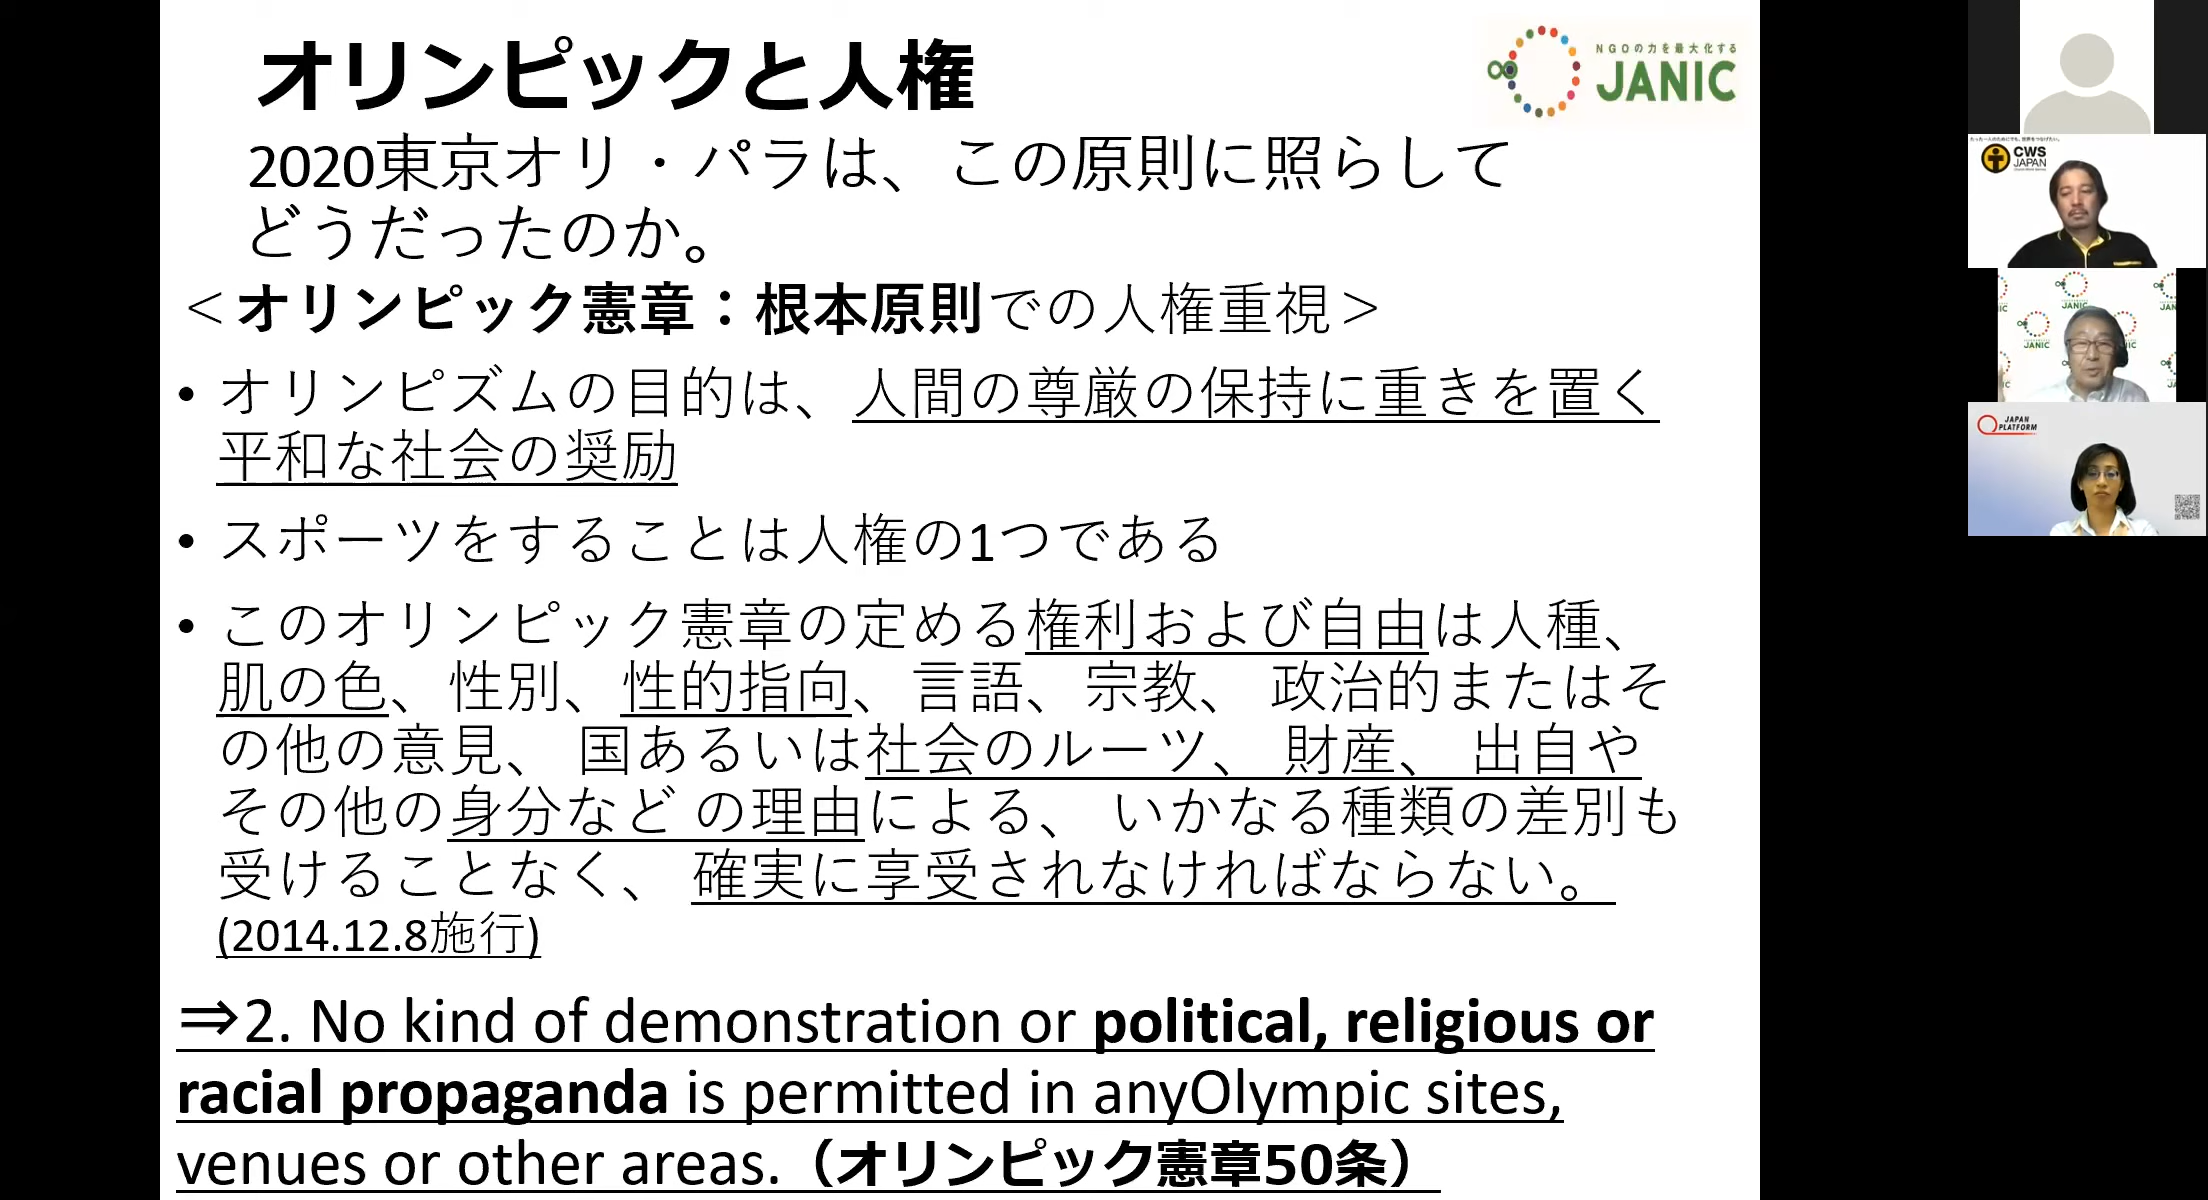 オリンピックと人権
NGOの力を最大化する
JANIC
2020東京オリ・パラは、この原則に照らして
どうだったのか。
＜オリンピック憲章：根本原則での人権重視＞
• オリンピズムの目的は、人間の尊厳の保持に重きを置く
平和な社会の奨励
• スポーツをすることは人権の1つである
• このオリンピック憲章の定める権利および自由は人種、
肌の色、性別、性的指向、言語、宗教、 政治的またはそ
の他の意見、 国あるいは社会のルーツ、 財産、 出自や
その他の身分など の理由による、 いかなる種類の差別も
受けることなく、 確実に享受されなければならない。
(2014.12.8施行)
⇒2. No kind of demonstration or political, religious or
racial propaganda is permitted in anyOlympic sites,
venues or other areas.（オリンピック憲章50条）
CWS
JAPAN
JANIC
JANIC
JAPAN
PLATFORM